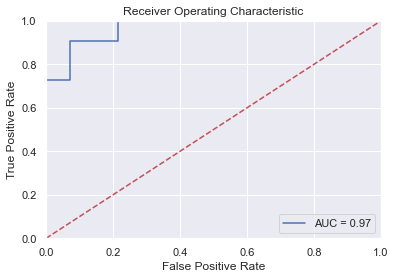 Receiver Operating Characteristic
1.0
0.8
0.6
0.4
0.2
0.0
True Positive Rate
AUC = 0.97
0.0 0.2 0.4 0.6 0.8 1.0
False Positive Rate